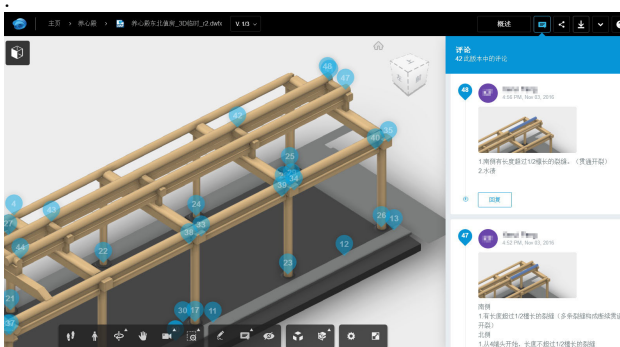 主页 > 养心殿 > 养心殿东北值房_3D临时_r2.dwfx V. 1/3
概述
评论
42 此版本中的评论
48
4:56 PM, Nov 03, 2016
1.南侧有长度超过1/2檩长的裂缝。（贯通开裂）
2.水渍
回复
47
4:53 PM, Nov 03, 2016
南侧
1.有长度超过1/2檩长的裂缝（多条裂缝构成断续贯通
开裂）
北侧
1.从4端头开始，长度不超过1/2檩长的裂缝
48
47
42
35
40
25
34
39
4
43
24
27
33
38
44
22
26
13
12
23
21
30
17
11
37